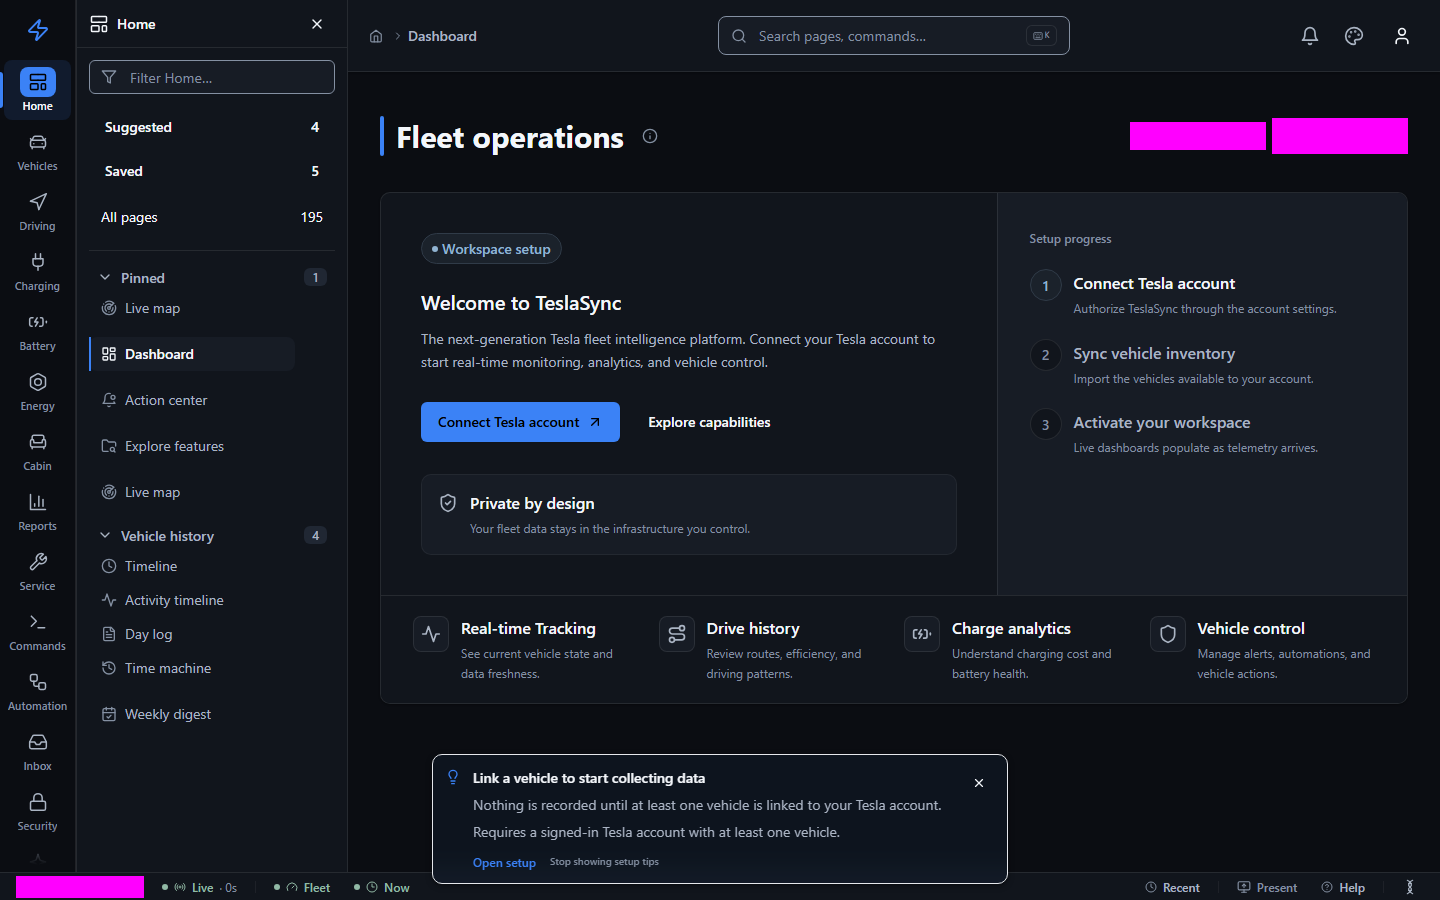 Home
Vehicles
Driving
Charging
Battery
Energy
Cabin
Reports
Service
Commands
Automation
Inbox
Security
Home
Filter Home...
Suggested 4
Saved 5
All pages 195
Pinned 1
Live map
Dashboard
Action center
Explore features
Live map
Vehicle history 4
Timeline
Activity timeline
Day log
Time machine
Weekly digest
Dashboard
Search pages, commands...
K
Fleet operations
Workspace setup
Welcome to TeslaSync
The next-generation Tesla fleet intelligence platform. Connect your Tesla account to
start real-time monitoring, analytics, and vehicle control.
Connect Tesla account
Explore capabilities
Private by design
Your fleet data stays in the infrastructure you control.
Setup progress
1 Connect Tesla account
Authorize TeslaSync through the account settings.
2 Sync vehicle inventory
Import the vehicles available to your account.
3 Activate your workspace
Live dashboards populate as telemetry arrives.
Real-time Tracking
See current vehicle state and
data freshness.
Drive history
Review routes, efficiency, and
driving patterns.
Charge analytics
Understand charging cost and
battery health.
Vehicle control
Manage alerts, automations, and
vehicle actions.
Link a vehicle to start collecting data
Nothing is recorded until at least one vehicle is linked to your Tesla account.
Requires a signed-in Tesla account with at least one vehicle.
Open setup Stop showing setup tips
Live · 0s
Fleet
Now
Recent
Present
Help